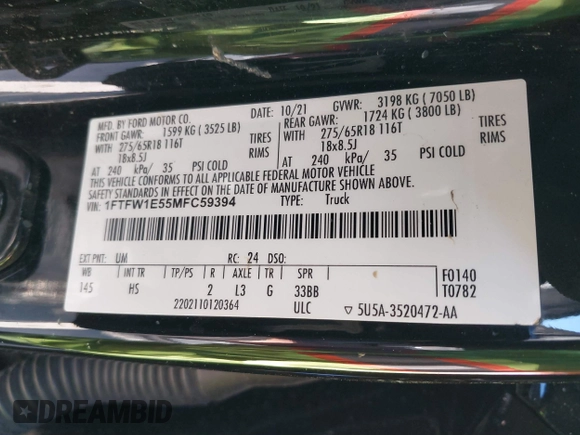 MFD. BY FORD MOTOR CO.
DATE: 10/21 GVWR: 3198 KG ( 7050 LB)
FRONT GAWR: 1599 KG ( 3525 LB) REAR GAWR: 1724 KG ( 3800 LB)
WITH 275/65R18 116T TIRES WITH 275/65R18 116T TIRES
18x8.5J RIMS 18x8.5J RIMS
AT 240 kPa/ 35 PSI COLD AT 240 kPa/ 35 PSI COLD
THIS VEHICLE CONFORMS TO ALL APPLICABLE FEDERAL MOTOR VEHICLE
SAFETY STANDARDS IN EFFECT ON THE DATE OF MANUFACTURE SHOWN ABOVE.
VIN: 1FTFW1E55MFC59394 TYPE: Truck
EXT PNT: UM RC: 24 DSO:
WB INT TR TP/PS R AXLE TR SPR F0140
145 HS 2 L3 G 33BB T0782
2202110120364 ULC ▽ 5U5A-3520472-AA
DREAMBID